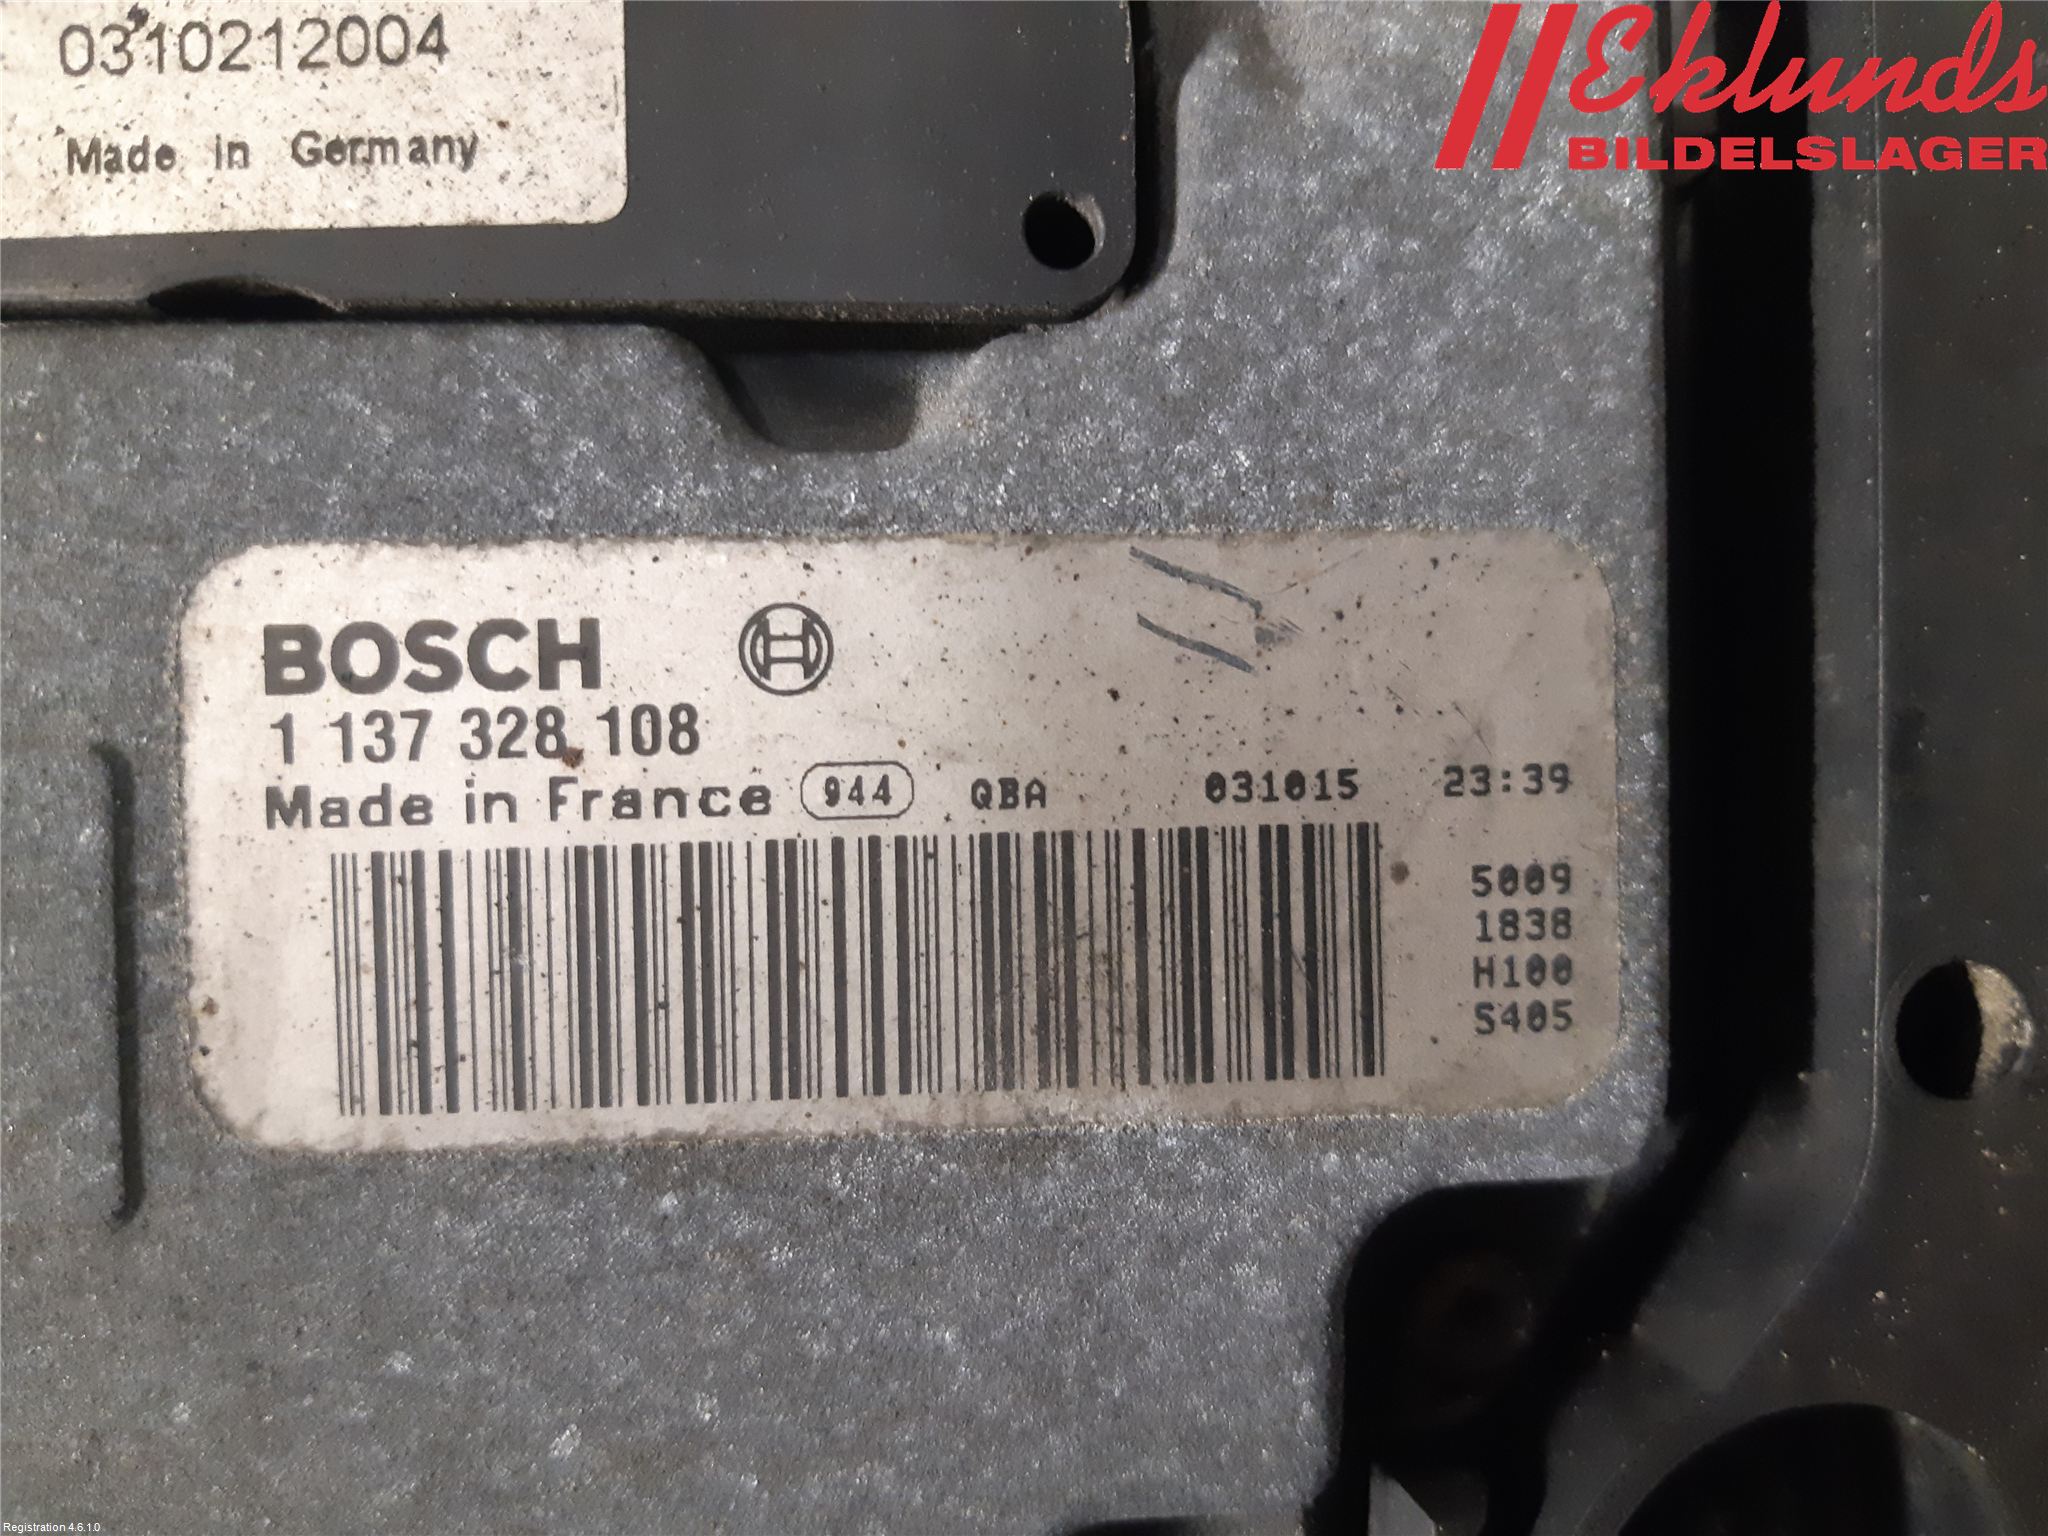 0310212004
Made in Germany
Eklunds
BILDELSLAGER
BOSCH
1 137 328 108
Made in France 944 QBA 031015 23:39
5009
1838
H100
S405
Registration 4.6.1.0